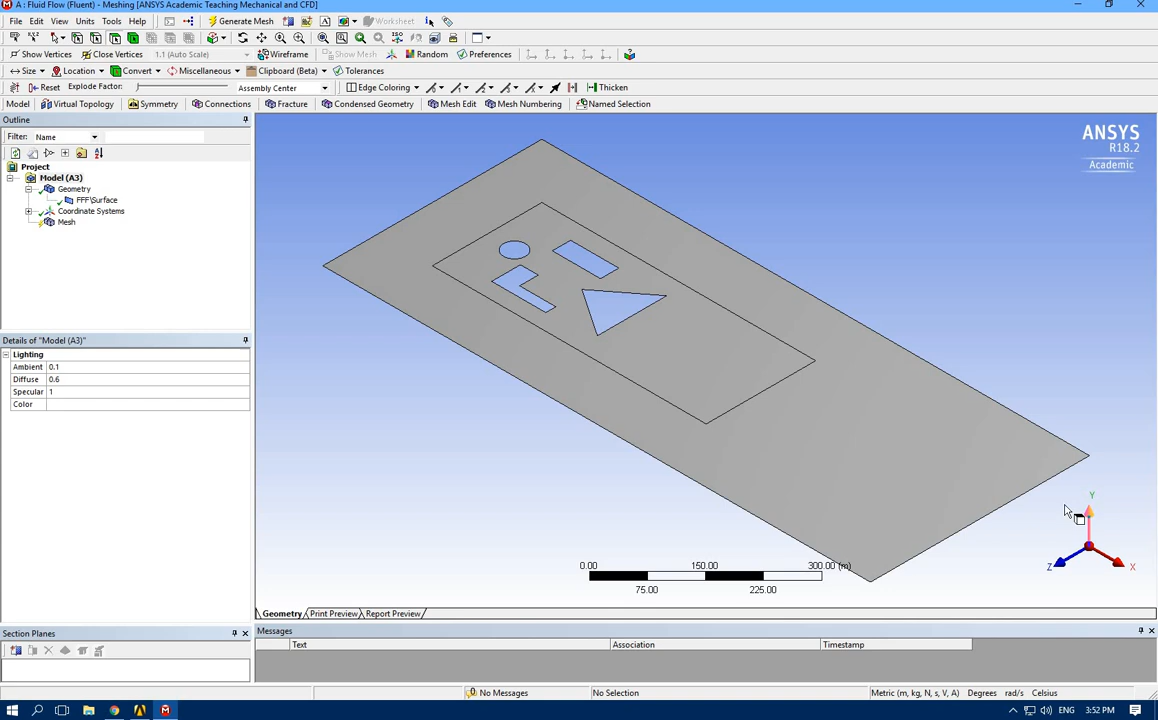 A : Fluid Flow (Fluent) - Meshing [ANSYS Academic Teaching Mechanical and CFD]
File Edit View Units Tools Help Generate Mesh Worksheet
Show Vertices Close Vertices 1.1 (Auto Scale) Wireframe Show Mesh Random Preferences
Size Location Convert Miscellaneous Clipboard (Beta) Tolerances
Reset Explode Factor: Assembly Center Edge Coloring Thicken
Model Virtual Topology Symmetry Connections Fracture Condensed Geometry Mesh Edit Mesh Numbering Named Selection
Outline
Filter: Name
Project
Model (A3)
Geometry
FFF\Surface
Coordinate Systems
Mesh
Details of "Model (A3)"
Lighting
Ambient 0.1
Diffuse 0.6
Specular 1
Color
Section Planes
ANSYS
R18.2
Academic
Y
Z
X
0.00 150.00 300.00 (m)
75.00 225.00
Geometry Print Preview Report Preview
Messages
Text Association Timestamp
No Messages No Selection Metric (m, kg, N, s, V, A) Degrees rad/s Celsius
ENG 3:52 PM